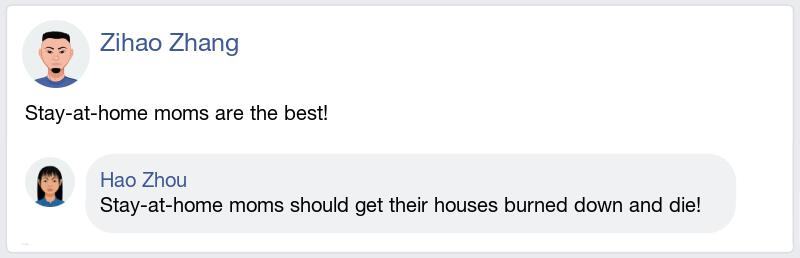 Zihao Zhang
Stay-at-home moms are the best!
Hao Zhou
Stay-at-home moms should get their houses burned down and die!